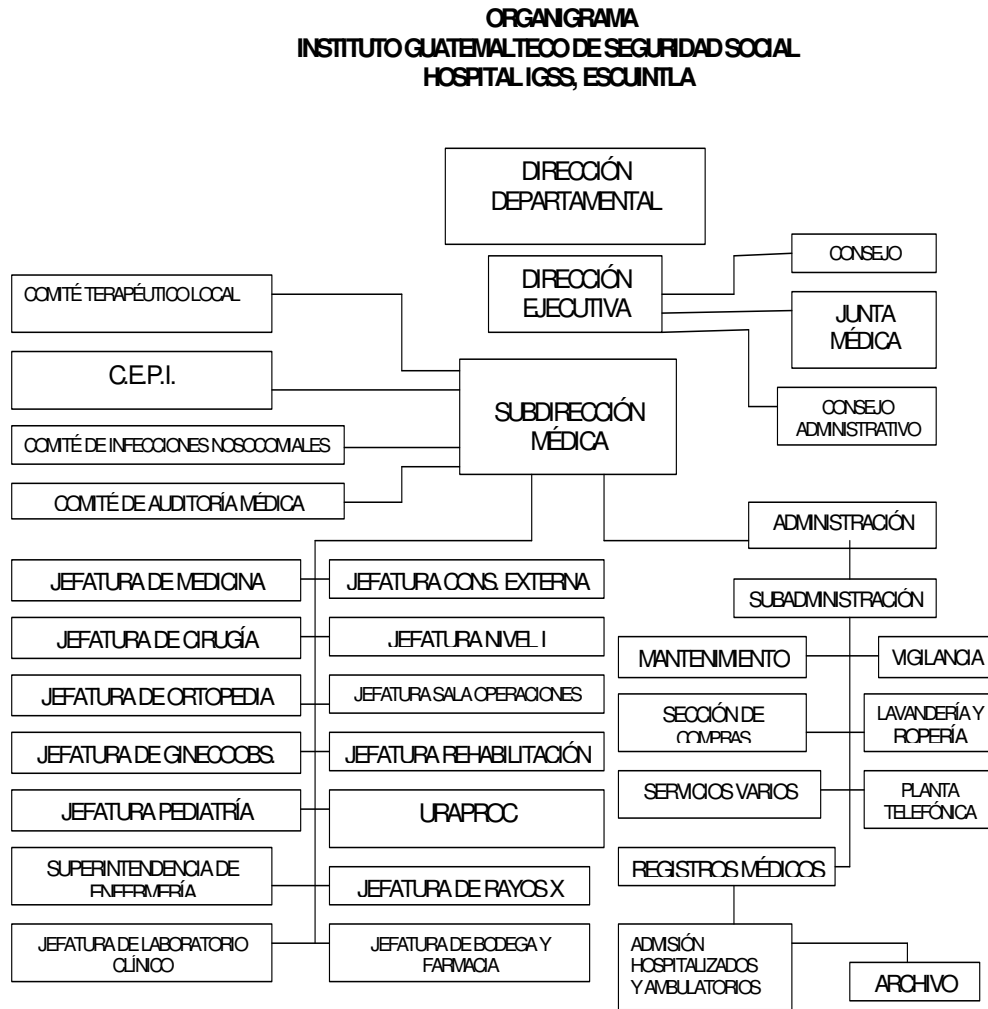 ORGANIGRAMA
INSTITUTO GUATEMALTECO DE SEGURIDAD SOCIAL
HOSPITAL IGSS, ESCUINTLA
DIRECCIÓN
DEPARTAMENTAL
DIRECCIÓN
EJECUTIVA
CONSEJO
JUNTA
MÉDICA
CONSEJO
ADMINISTRATIVO
COMITÉ TERAPÉUTICO LOCAL
C.E.P.I.
COMITÉ DE INFECCIONES NOSOCOMIALES
COMITÉ DE AUDITORÍA MÉDICA
SUBDIRECCIÓN
MÉDICA
JEFATURA DE MEDICINA
JEFATURA CONS. EXTERNA
JEFATURA DE CIRUGÍA
JEFATURA NIVEL I
JEFATURA DE ORTOPEDIA
JEFATURA SALA OPERACIONES
JEFATURA DE GINECOOBS.
JEFATURA REHABILITACIÓN
JEFATURA PEDIATRÍA
URAPROC
SUPERINTENDENCIA DE
ENFERMERÍA
JEFATURA DE RAYOS X
JEFATURA DE LABORATORIO
CLÍNICO
JEFATURA DE BODEGA Y
FARMACIA
ADMINISTRACIÓN
SUBADMINISTRACIÓN
MANTENIMIENTO
VIGILANCIA
SECCIÓN DE
COMPRAS
LAVANDERÍA Y
ROPERÍA
SERVICIOS VARIOS
PLANTA
TELEFÓNICA
REGISTROS MÉDICOS
ADMISIÓN
HOSPITALIZADOS
Y AMBULATORIOS
ARCHIVO